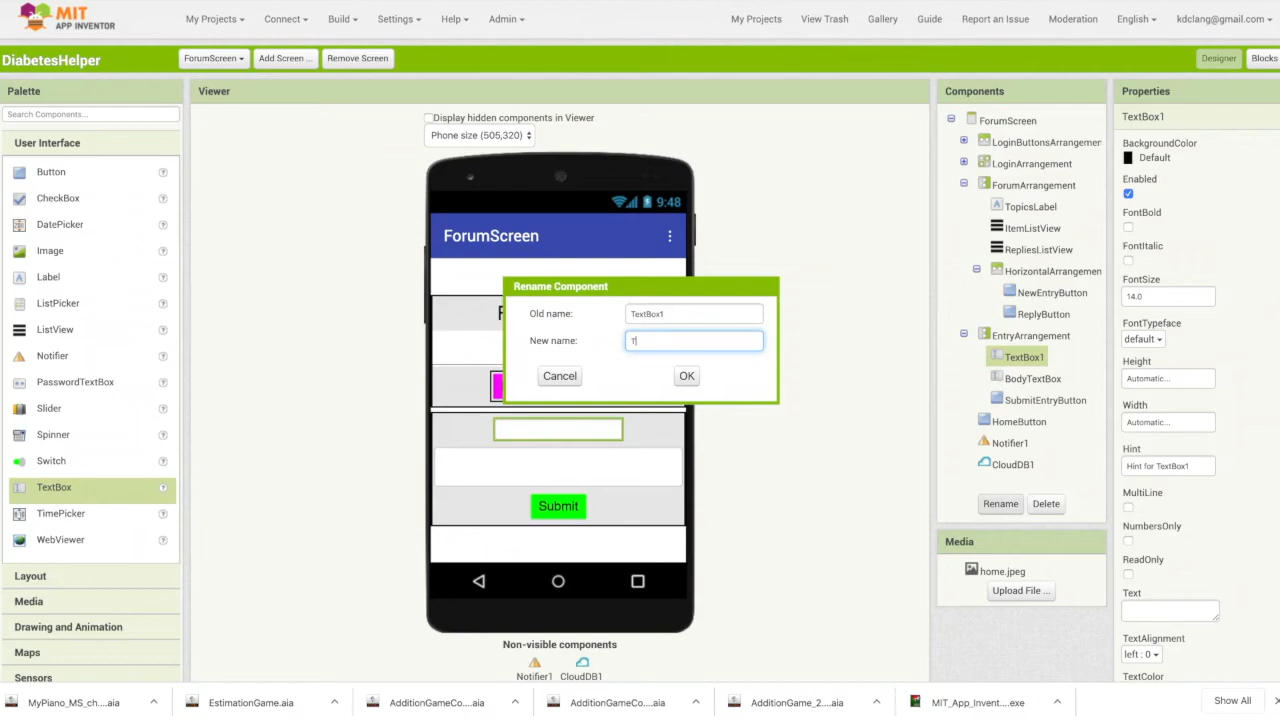 MIT
APP INVENTOR
My Projects
Connect
Build
Settings
Help
Admin
My Projects
View Trash
Gallery
Guide
Report an Issue
Moderation
English
kdclang@gmail.com
DiabetesHelper
ForumScreen
Add Screen ...
Remove Screen
Designer
Blocks
Palette
Search Components...
User Interface
Button
CheckBox
DatePicker
Image
Label
ListPicker
ListView
Notifier
PasswordTextBox
Slider
Spinner
Switch
TextBox
TimePicker
WebViewer
Layout
Media
Drawing and Animation
Maps
Sensors
Viewer
Display hidden components in Viewer
Phone size (505,320)
9:48
ForumScreen
Rename Component
Old name:
TextBox1
New name:
T
Cancel
OK
Submit
Non-visible components
Notifier1
CloudDB1
Components
ForumScreen
LoginButtonsArrangemen
LoginArrangement
ForumArrangement
TopicsLabel
ItemListView
RepliesListView
HorizontalArrangemen
NewEntryButton
ReplyButton
EntryArrangement
TextBox1
BodyTextBox
SubmitEntryButton
HomeButton
Notifier1
CloudDB1
Rename
Delete
Media
home.jpeg
Upload File ...
Properties
TextBox1
BackgroundColor
Default
Enabled
FontBold
FontItalic
FontSize
14.0
FontTypeface
default
Height
Automatic...
Width
Automatic...
Hint
Hint for TextBox1
MultiLine
NumbersOnly
ReadOnly
Text
TextAlignment
left : 0
TextColor
MyPiano_MS_ch....aia
EstimationGame.aia
AdditionGameCo....aia
AdditionGameCo....aia
AdditionGame_2....aia
MIT_App_Invent....exe
Show All